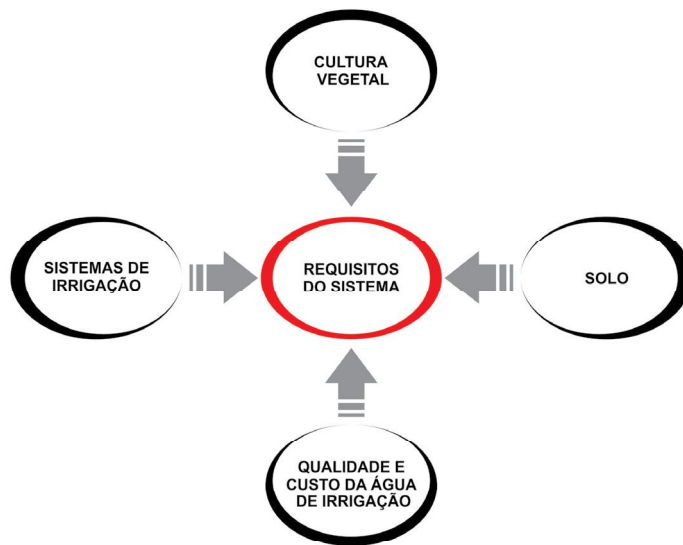 CULTURA
VEGETAL
SISTEMAS DE
IRRIGAÇÃO
REQUISITOS
DO SISTEMA
SOLO
QUALIDADE E
CUSTO DA ÁGUA
DE IRRIGAÇÃO